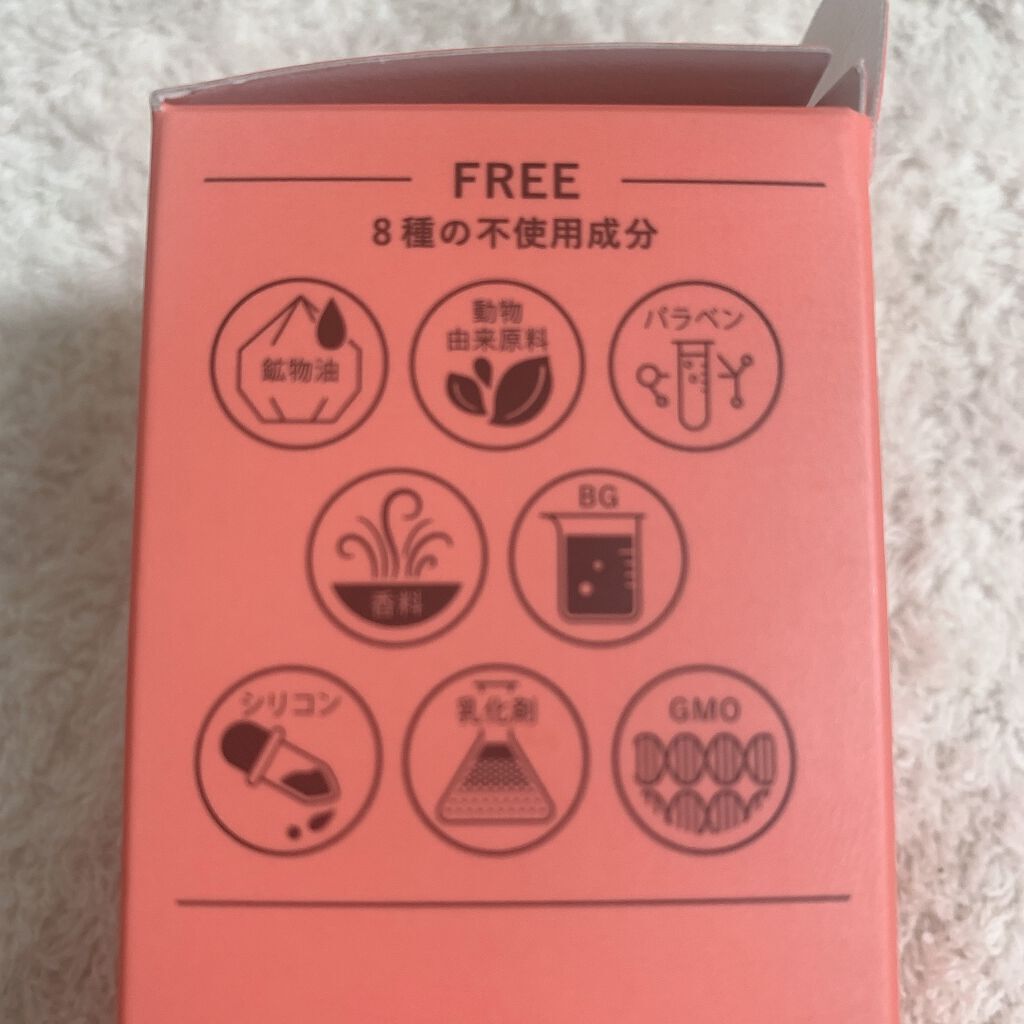 FREE
8種の不使用成分
鉱物油
動物
由来原料
パラベン
香料
BG
シリコン
乳化剤
GMO